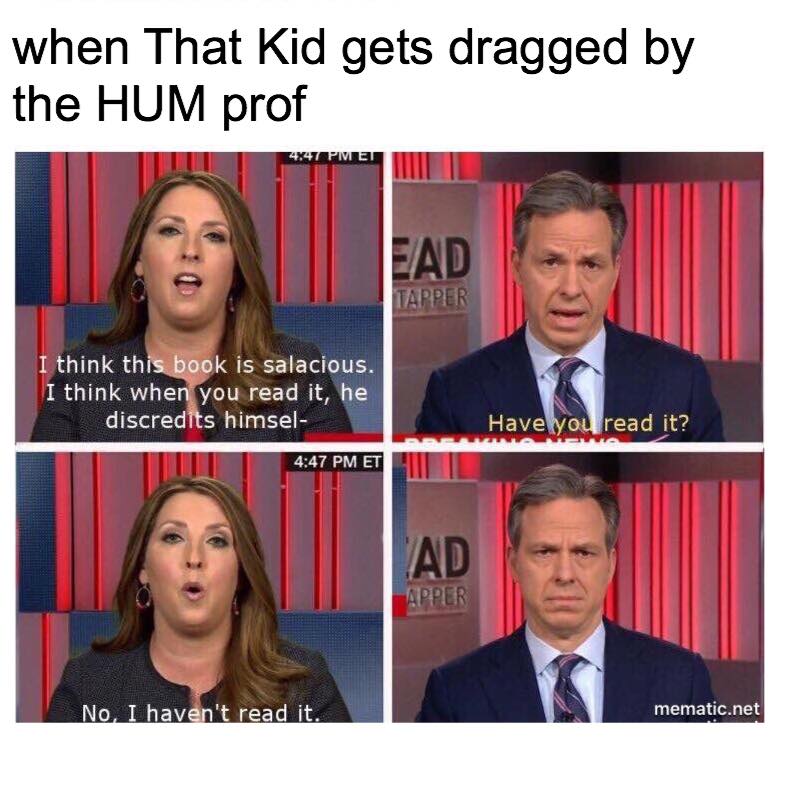 when That Kid gets dragged by
the HUM prof
4:47 PM ET
EAD
TAPPER
I think this book is salacious.
I think when you read it, he
discredits himsel-
Have you read it?
BREAKING NEWS
4:47 PM ET
AD
APPER
No, I haven't read it.
mematic.net